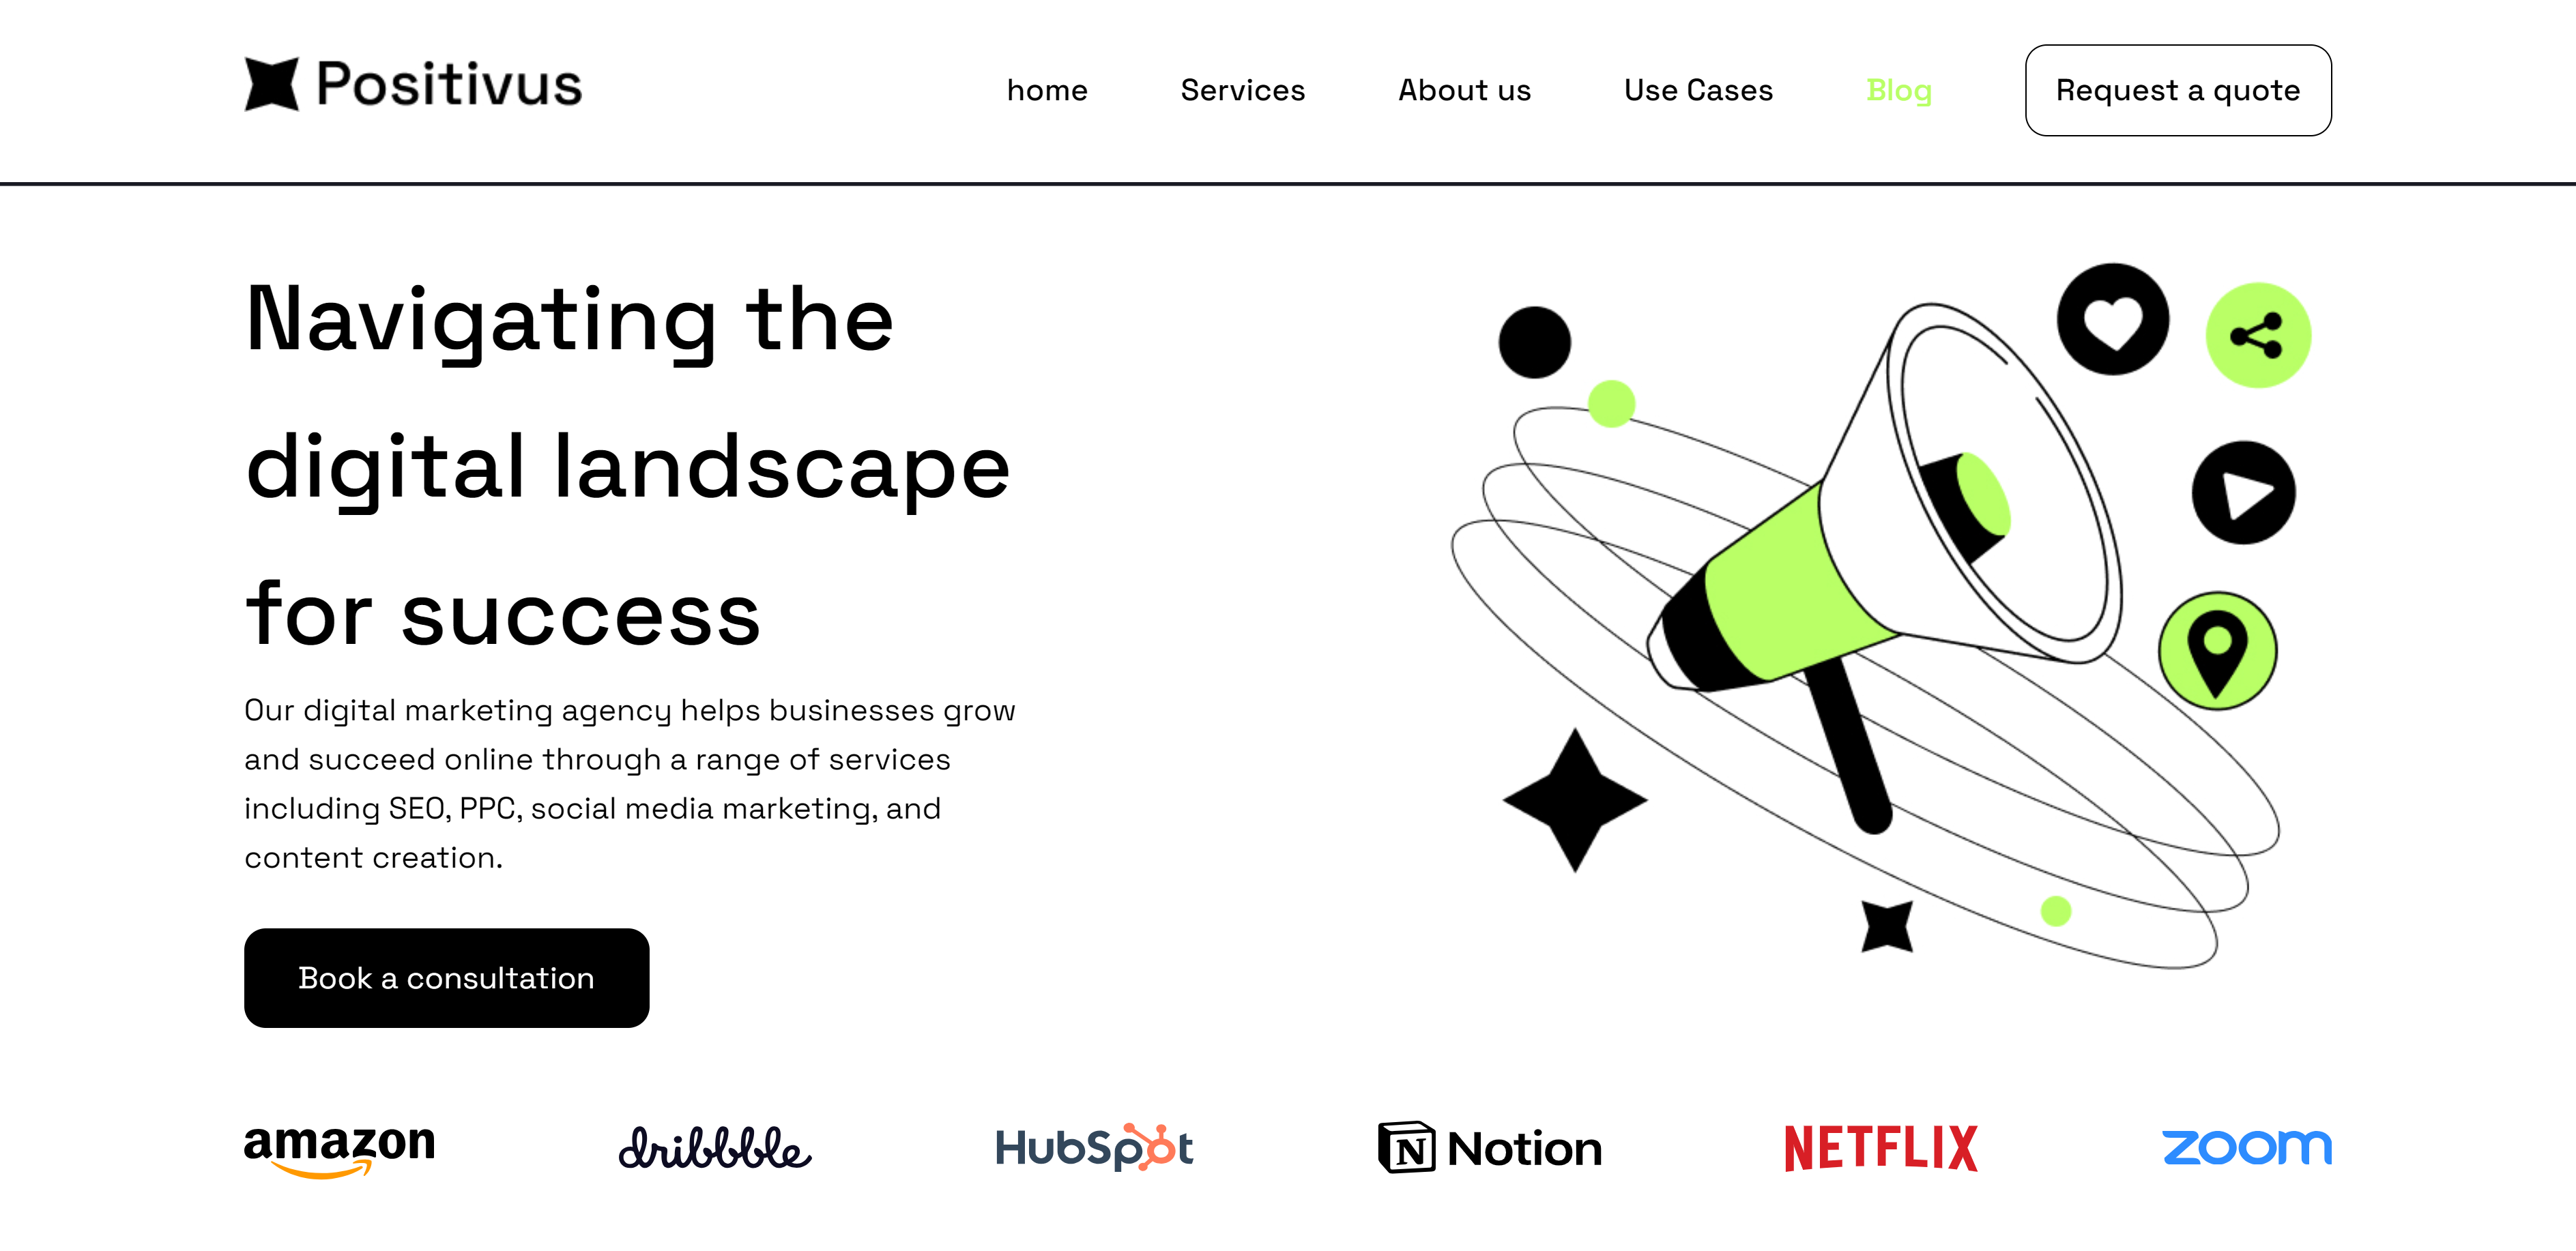 Positivus
home
Services
About us
Use Cases
Blog
Request a quote
Navigating the
digital landscape
for success
Our digital marketing agency helps businesses grow
and succeed online through a range of services
including SEO, PPC, social media marketing, and
content creation.
Book a consultation
amazon
dribbble
HubSpot
N Notion
NETFLIX
zoom